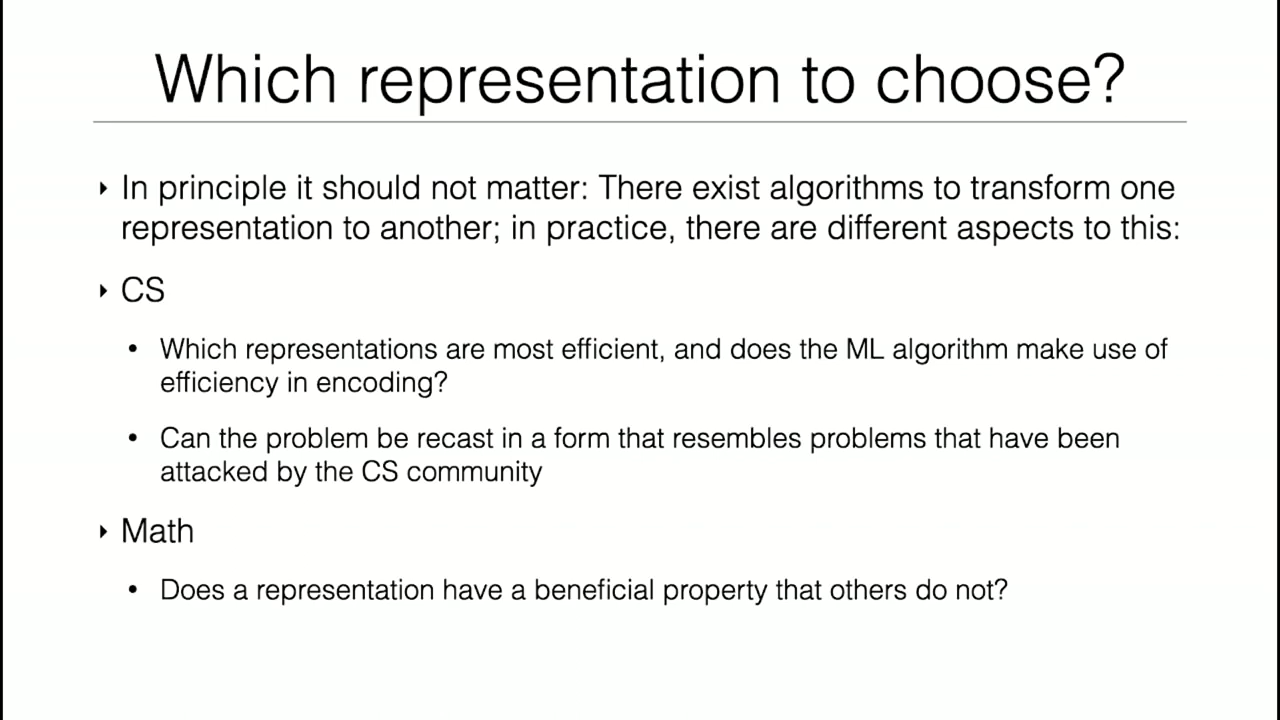 Which representation to choose?
‣ In principle it should not matter: There exist algorithms to transform one
representation to another; in practice, there are different aspects to this:
‣ CS
• Which representations are most efficient, and does the ML algorithm make use of
efficiency in encoding?
• Can the problem be recast in a form that resembles problems that have been
attacked by the CS community
‣ Math
• Does a representation have a beneficial property that others do not?